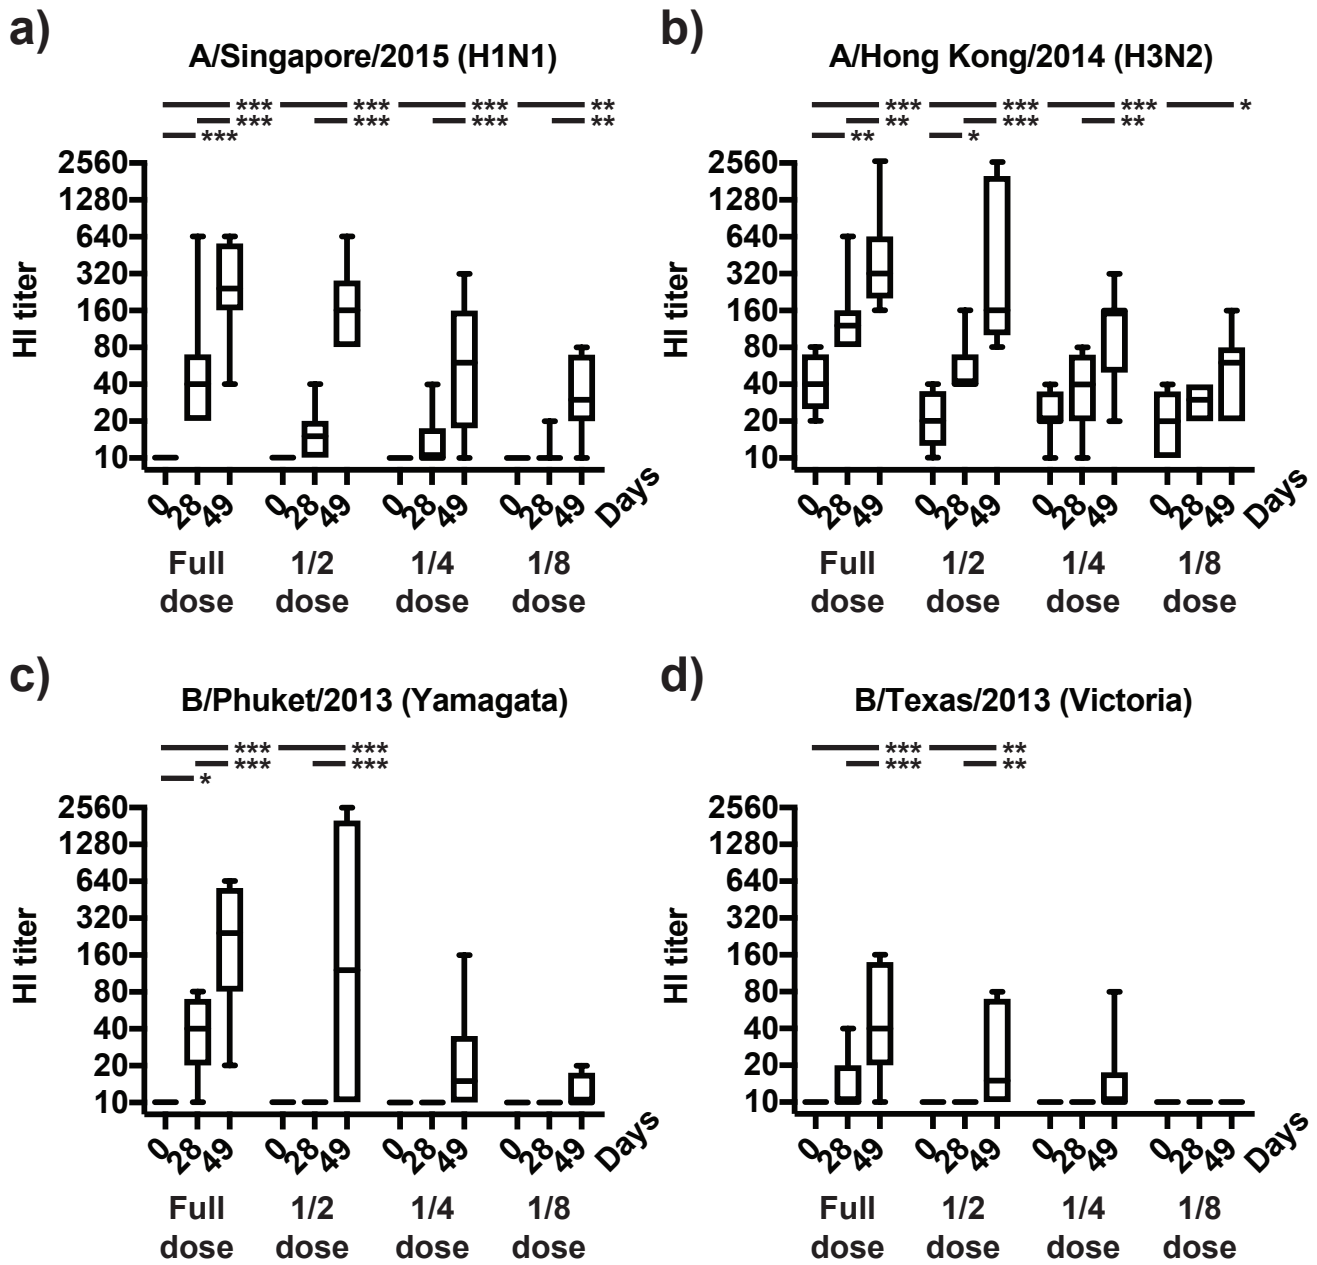 a)
A/Singapore/2015 (H1N1)
*** *** *** **
*** *** *** **
***
HI titer
2560
1280
640
320
160
80
40
20
10
0 28 49 0 28 49 0 28 49 0 28 49 Days
Full 1/2 1/4 1/8
dose dose dose dose
b)
A/Hong Kong/2014 (H3N2)
*** *** *** *
** *** **
** *
HI titer
2560
1280
640
320
160
80
40
20
10
0 28 49 0 28 49 0 28 49 0 28 49 Days
Full 1/2 1/4 1/8
dose dose dose dose
c)
B/Phuket/2013 (Yamagata)
*** ***
*** ***
*
HI titer
2560
1280
640
320
160
80
40
20
10
0 28 49 0 28 49 0 28 49 0 28 49 Days
Full 1/2 1/4 1/8
dose dose dose dose
d)
B/Texas/2013 (Victoria)
*** **
*** **
HI titer
2560
1280
640
320
160
80
40
20
10
0 28 49 0 28 49 0 28 49 0 28 49 Days
Full 1/2 1/4 1/8
dose dose dose dose